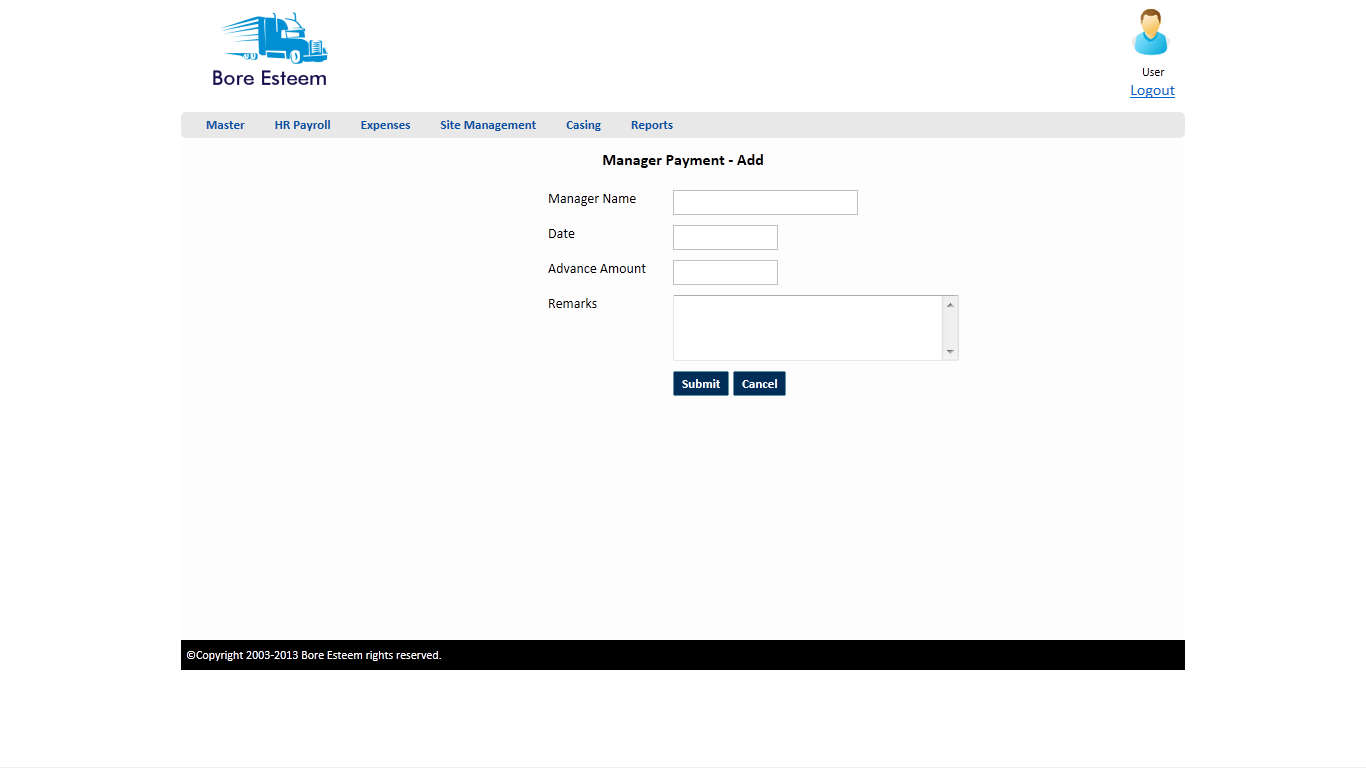 Bore Esteem
User
Logout
Master HR Payroll Expenses Site Management Casing Reports
Manager Payment - Add
Manager Name
Date
Advance Amount
Remarks
Submit Cancel
©Copyright 2003-2013 Bore Esteem rights reserved.